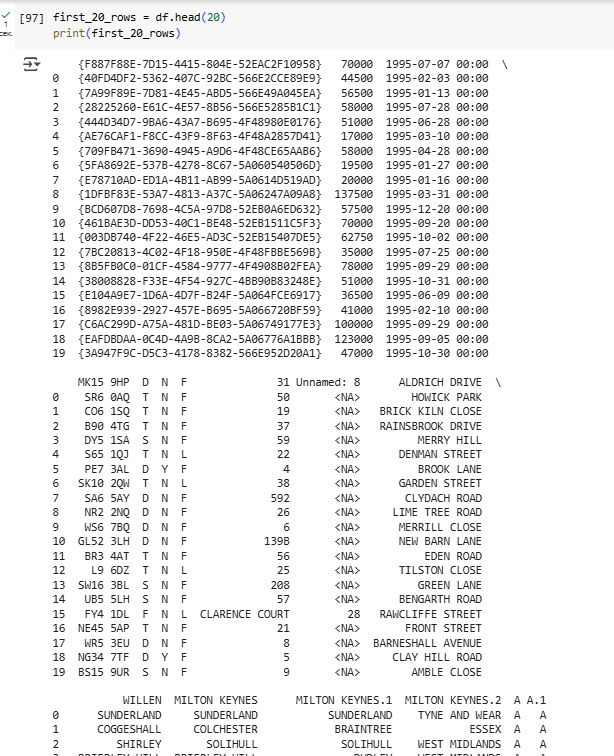 [97] first_20_rows = df.head(20)
1 print(first_20_rows)
сек.
{F887F88E-7D15-4415-804E-52EAC2F10958} 70000 1995-07-07 00:00 \
0 {40FD4DF2-5362-407C-92BC-566E2CCE89E9} 44500 1995-02-03 00:00
1 {7A99F89E-7D81-4E45-ABD5-566E49A045EA} 56500 1995-01-13 00:00
2 {28225260-E61C-4E57-8B56-566E5285B1C1} 58000 1995-07-28 00:00
3 {444D34D7-9BA6-43A7-B695-4F48980E0176} 51000 1995-06-28 00:00
4 {AE76CAF1-F8CC-43F9-8F63-4F48A2857D41} 17000 1995-03-10 00:00
5 {709FB471-3690-4945-A9D6-4F48CE65AAB6} 58000 1995-04-28 00:00
6 {5FA8692E-537B-4278-8C67-5A060540506D} 19500 1995-01-27 00:00
7 {E78710AD-ED1A-4B11-AB99-5A0614D519AD} 20000 1995-01-16 00:00
8 {1DFBF83E-53A7-4813-A37C-5A06247A09A8} 137500 1995-03-31 00:00
9 {BCD607D8-7698-4C5A-97D8-52EB0A6ED632} 57500 1995-12-20 00:00
10 {461BAE3D-DD53-40C1-BE48-52EB1511C5F3} 70000 1995-09-20 00:00
11 {003DB740-4F22-46E5-AD3C-52EB15407DE5} 62750 1995-10-02 00:00
12 {7BC20813-4C02-4F18-950E-4F48FBBE569B} 35000 1995-07-25 00:00
13 {8B5FB0C0-01CF-4584-9777-4F4908B02FEA} 78000 1995-09-29 00:00
14 {38008828-F33E-4F54-927C-4BB90B83248E} 51000 1995-10-31 00:00
15 {E104A9E7-1D6A-4D7F-B24F-5A064FCE6917} 36500 1995-06-09 00:00
16 {8982E939-2927-457E-B695-5A066720BF59} 41000 1995-02-10 00:00
17 {C6AC299D-A75A-481D-BE03-5A06749177E3} 100000 1995-09-29 00:00
18 {EAFDBDAA-0C4D-4A9B-8CA2-5A06776A1BBB} 123000 1995-09-05 00:00
19 {3A947F9C-D5C3-4178-8382-566E952D20A1} 47000 1995-10-30 00:00
MK15 9HP D N F 31 Unnamed: 8 ALDRICH DRIVE \
0 SR6 0AQ T N F 50 <NA> HOWICK PARK
1 CO6 1SQ T N F 19 <NA> BRICK KILN CLOSE
2 B90 4TG T N F 37 <NA> RAINSBROOK DRIVE
3 DY5 1SA S N F 59 <NA> MERRY HILL
4 S65 1QJ T N L 22 <NA> DENMAN STREET
5 PE7 3AL D Y F 4 <NA> BROOK LANE
6 SK10 2QW T N L 38 <NA> GARDEN STREET
7 SA6 5AY D N F 592 <NA> CLYDACH ROAD
8 NR2 2NQ D N F 26 <NA> LIME TREE ROAD
9 WS6 7BQ D N F 6 <NA> MERRILL CLOSE
10 GL52 3LH D N F 139B <NA> NEW BARN LANE
11 BR3 4AT T N F 56 <NA> EDEN ROAD
12 L9 6DZ T N L 25 <NA> TILSTON CLOSE
13 SW16 3BL S N F 208 <NA> GREEN LANE
14 UB5 5LH S N F 57 <NA> BENGARTH ROAD
15 FY4 1DL F N L CLARENCE COURT 28 RAWCLIFFE STREET
16 NE45 5AP T N F 21 <NA> FRONT STREET
17 WR5 3EU D N F 8 <NA> BARNESHALL AVENUE
18 NG34 7TF D Y F 5 <NA> CLAY HILL ROAD
19 BS15 9UR S N F 9 <NA> AMBLE CLOSE
WILLEN MILTON KEYNES MILTON KEYNES.1 MILTON KEYNES.2 A A.1
0 SUNDERLAND SUNDERLAND SUNDERLAND TYNE AND WEAR A A
1 COGGESHALL COLCHESTER BRAINTREE ESSEX A A
2 SHIRLEY SOLIHULL SOLIHULL WEST MIDLANDS A A